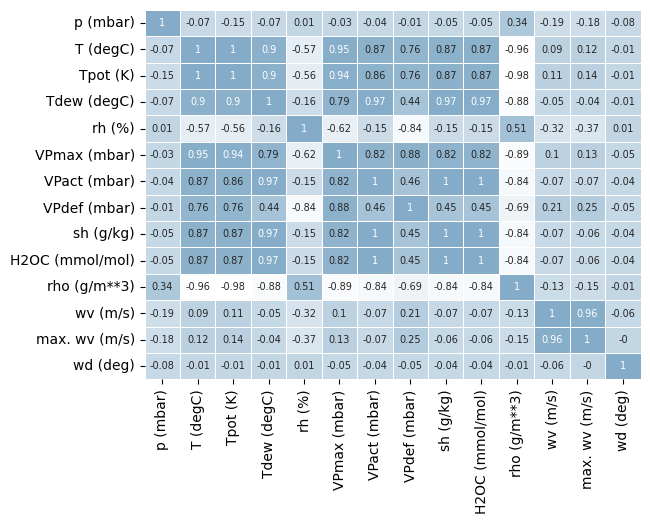 p (mbar) 1 -0.07 -0.15 -0.07 0.01 -0.03 -0.04 -0.01 -0.05 -0.05 0.34 -0.19 -0.18 -0.08
T (degC) -0.07 1 1 0.9 -0.57 0.95 0.87 0.76 0.87 0.87 -0.96 0.09 0.12 -0.01
Tpot (K) -0.15 1 1 0.9 -0.56 0.94 0.86 0.76 0.87 0.87 -0.98 0.11 0.14 -0.01
Tdew (degC) -0.07 0.9 0.9 1 -0.16 0.79 0.97 0.44 0.97 0.97 -0.88 -0.05 -0.04 -0.01
rh (%) 0.01 -0.57 -0.56 -0.16 1 -0.62 -0.15 -0.84 -0.15 -0.15 0.51 -0.32 -0.37 0.01
VPmax (mbar) -0.03 0.95 0.94 0.79 -0.62 1 0.82 0.88 0.82 0.82 -0.89 0.1 0.13 -0.05
VPact (mbar) -0.04 0.87 0.86 0.97 -0.15 0.82 1 0.46 1 1 -0.84 -0.07 -0.07 -0.04
VPdef (mbar) -0.01 0.76 0.76 0.44 -0.84 0.88 0.46 1 0.45 0.45 -0.69 0.21 0.25 -0.05
sh (g/kg) -0.05 0.87 0.87 0.97 -0.15 0.82 1 0.45 1 1 -0.84 -0.07 -0.06 -0.04
H2OC (mmol/mol) -0.05 0.87 0.87 0.97 -0.15 0.82 1 0.45 1 1 -0.84 -0.07 -0.06 -0.04
rho (g/m**3) 0.34 -0.96 -0.98 -0.88 0.51 -0.89 -0.84 -0.69 -0.84 -0.84 1 -0.13 -0.15 -0.01
wv (m/s) -0.19 0.09 0.11 -0.05 -0.32 0.1 -0.07 0.21 -0.07 -0.07 -0.13 1 0.96 -0.06
max. wv (m/s) -0.18 0.12 0.14 -0.04 -0.37 0.13 -0.07 0.25 -0.06 -0.06 -0.15 0.96 1 -0
wd (deg) -0.08 -0.01 -0.01 -0.01 0.01 -0.05 -0.04 -0.05 -0.04 -0.04 -0.01 -0.06 -0 1
p (mbar)
T (degC)
Tpot (K)
Tdew (degC)
rh (%)
VPmax (mbar)
VPact (mbar)
VPdef (mbar)
sh (g/kg)
H2OC (mmol/mol)
rho (g/m**3)
wv (m/s)
max. wv (m/s)
wd (deg)